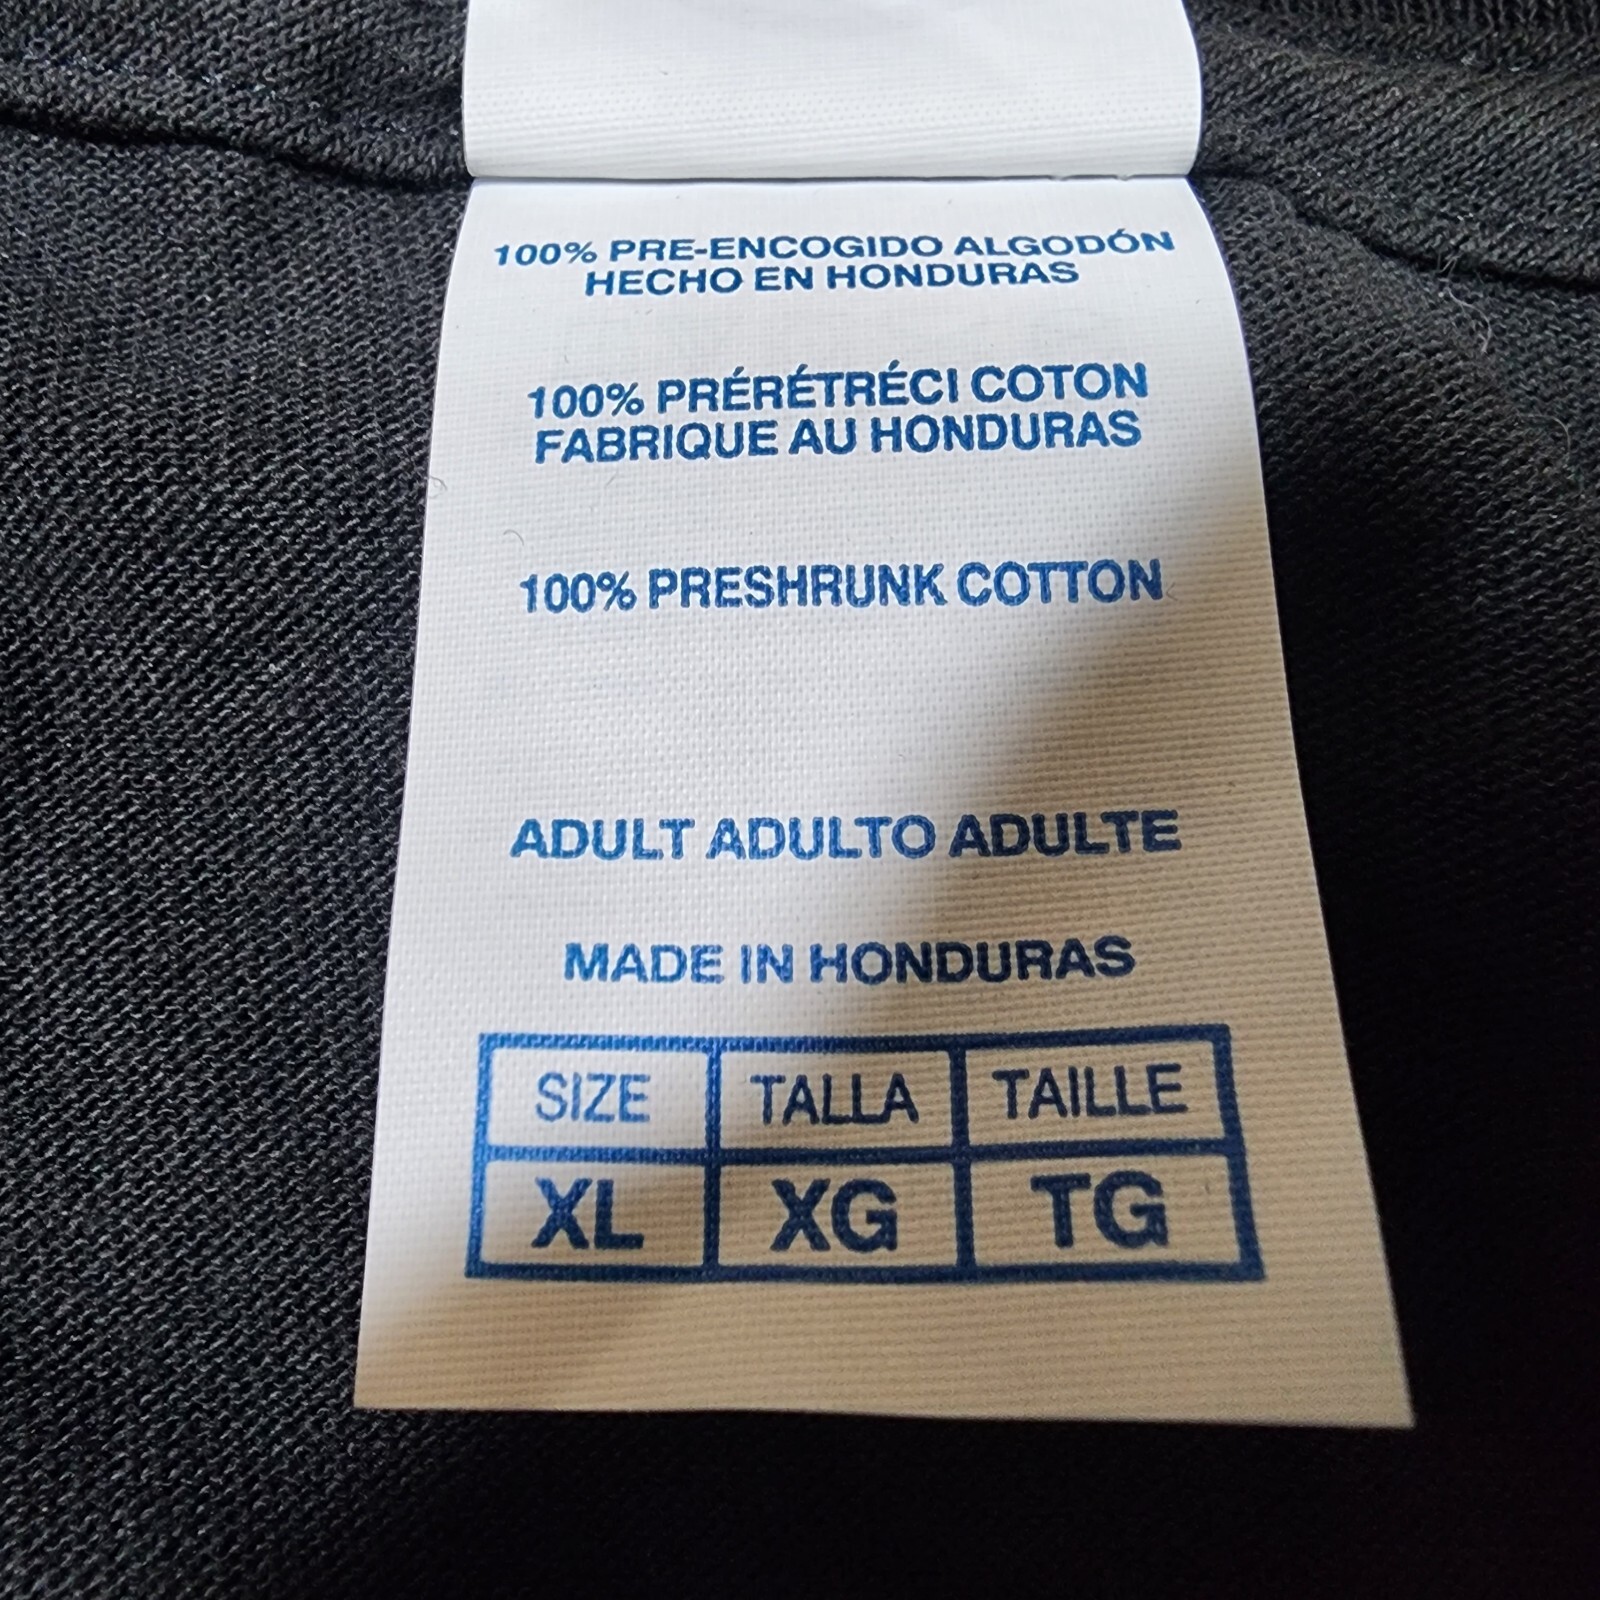 100% PRE-ENCOGIDO ALGODÓN
HECHO EN HONDURAS
100% PRÉRÉTRÉCI COTON
FABRIQUE AU HONDURAS
100% PRESHRUNK COTTON
ADULT ADULTO ADULTE
MADE IN HONDURAS
SIZE TALLA TAILLE
XL XG TG